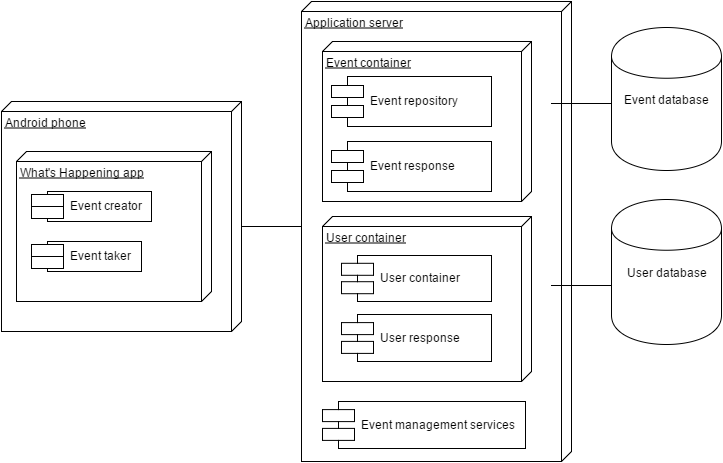 Application server
Event container
Event repository
Event response
Event database
Android phone
What's Happening app
Event creator
Event taker
User container
User container
User response
User database
Event management services